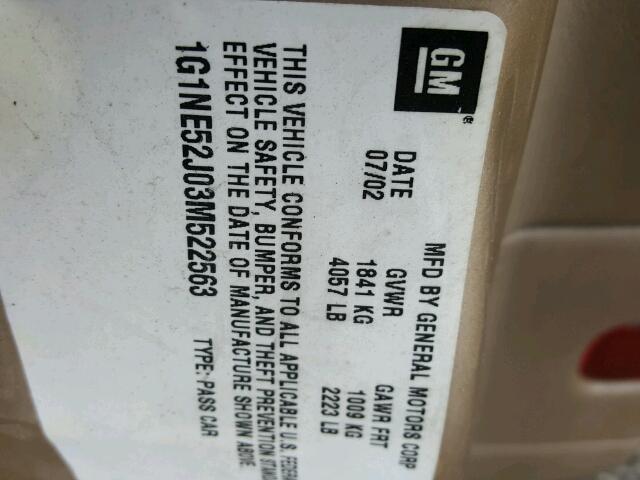 GM®
MFD BY GENERAL MOTORS CORP
DATE GVWR GAWR FRT
07/02 1841 KG 1009 KG
4057 LB 2223 LB
THIS VEHICLE CONFORMS TO ALL APPLICABLE U.S.
VEHICLE SAFETY, BUMPER, AND THEFT PREVENTION
EFFECT ON THE DATE OF MANUFACTURE SHOWN ABOVE.
1G1NE52J03M522563 TYPE: PASS CAR